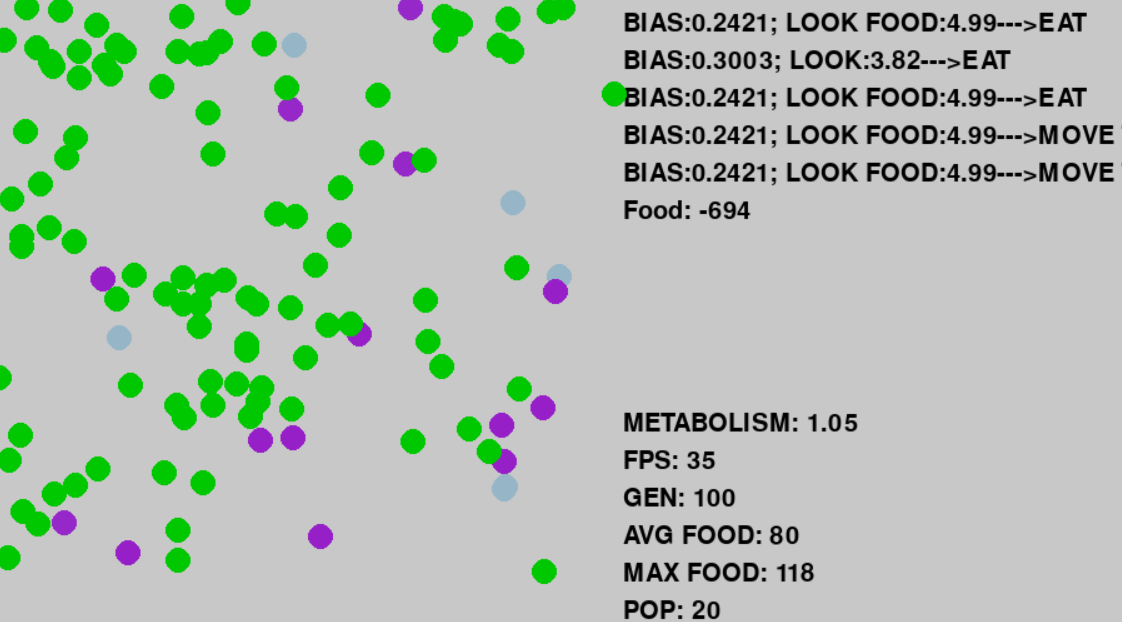 BIAS:0.2421; LOOK FOOD:4.99--->EAT
BIAS:0.3003; LOOK:3.82--->EAT
BIAS:0.2421; LOOK FOOD:4.99--->EAT
BIAS:0.2421; LOOK FOOD:4.99--->MOVE
BIAS:0.2421; LOOK FOOD:4.99--->MOVE
Food: -694
METABOLISM: 1.05
FPS: 35
GEN: 100
AVG FOOD: 80
MAX FOOD: 118
POP: 20